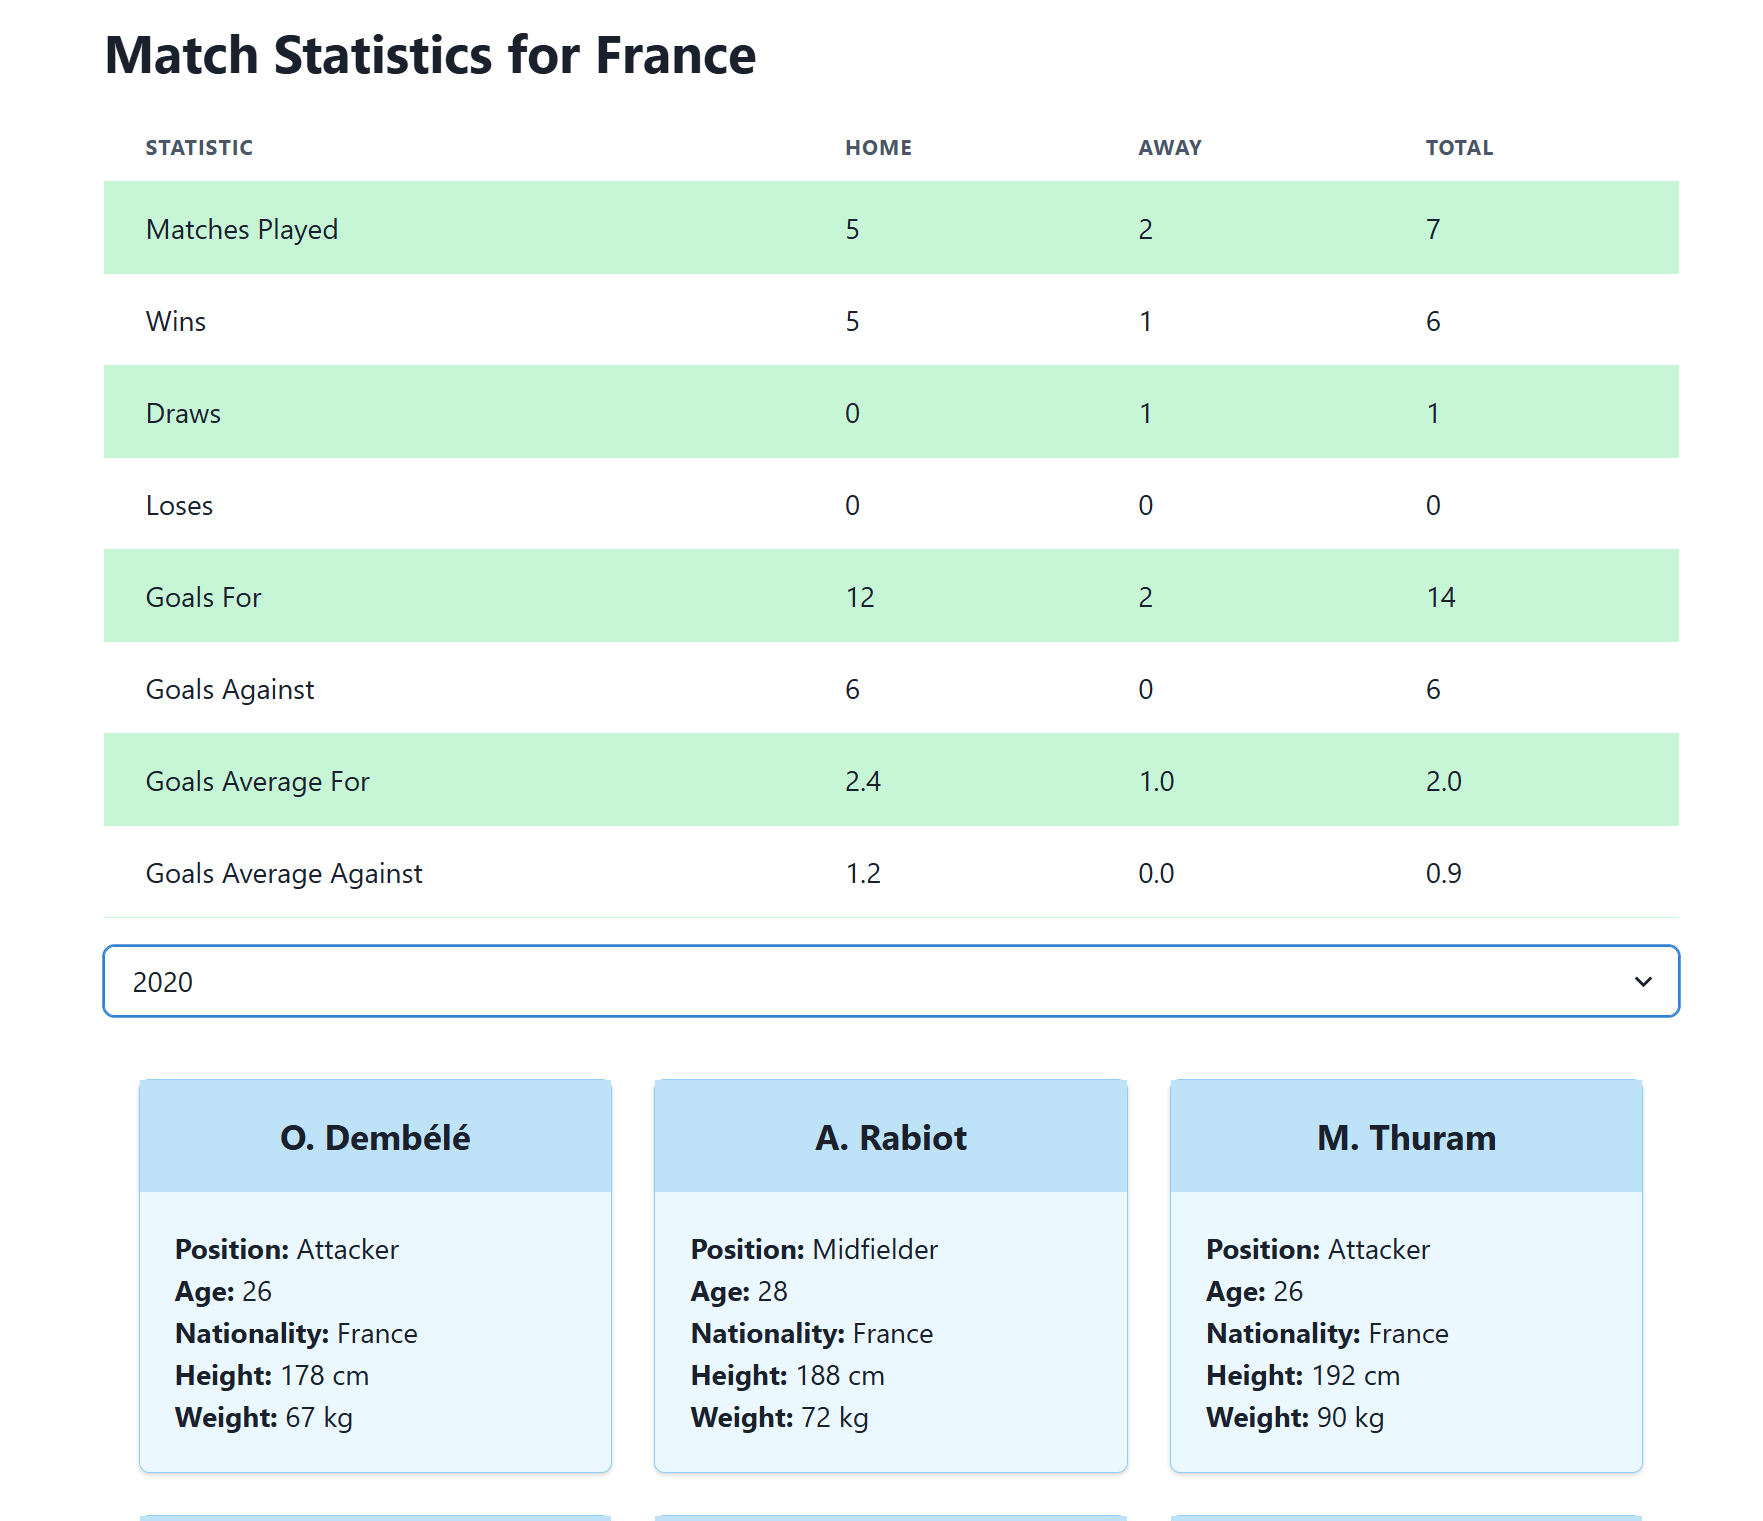 Match Statistics for France
STATISTIC HOME AWAY TOTAL
Matches Played 5 2 7
Wins 5 1 6
Draws 0 1 1
Loses 0 0 0
Goals For 12 2 14
Goals Against 6 0 6
Goals Average For 2.4 1.0 2.0
Goals Average Against 1.2 0.0 0.9
2020
O. Dembélé
Position: Attacker
Age: 26
Nationality: France
Height: 178 cm
Weight: 67 kg
A. Rabiot
Position: Midfielder
Age: 28
Nationality: France
Height: 188 cm
Weight: 72 kg
M. Thuram
Position: Attacker
Age: 26
Nationality: France
Height: 192 cm
Weight: 90 kg